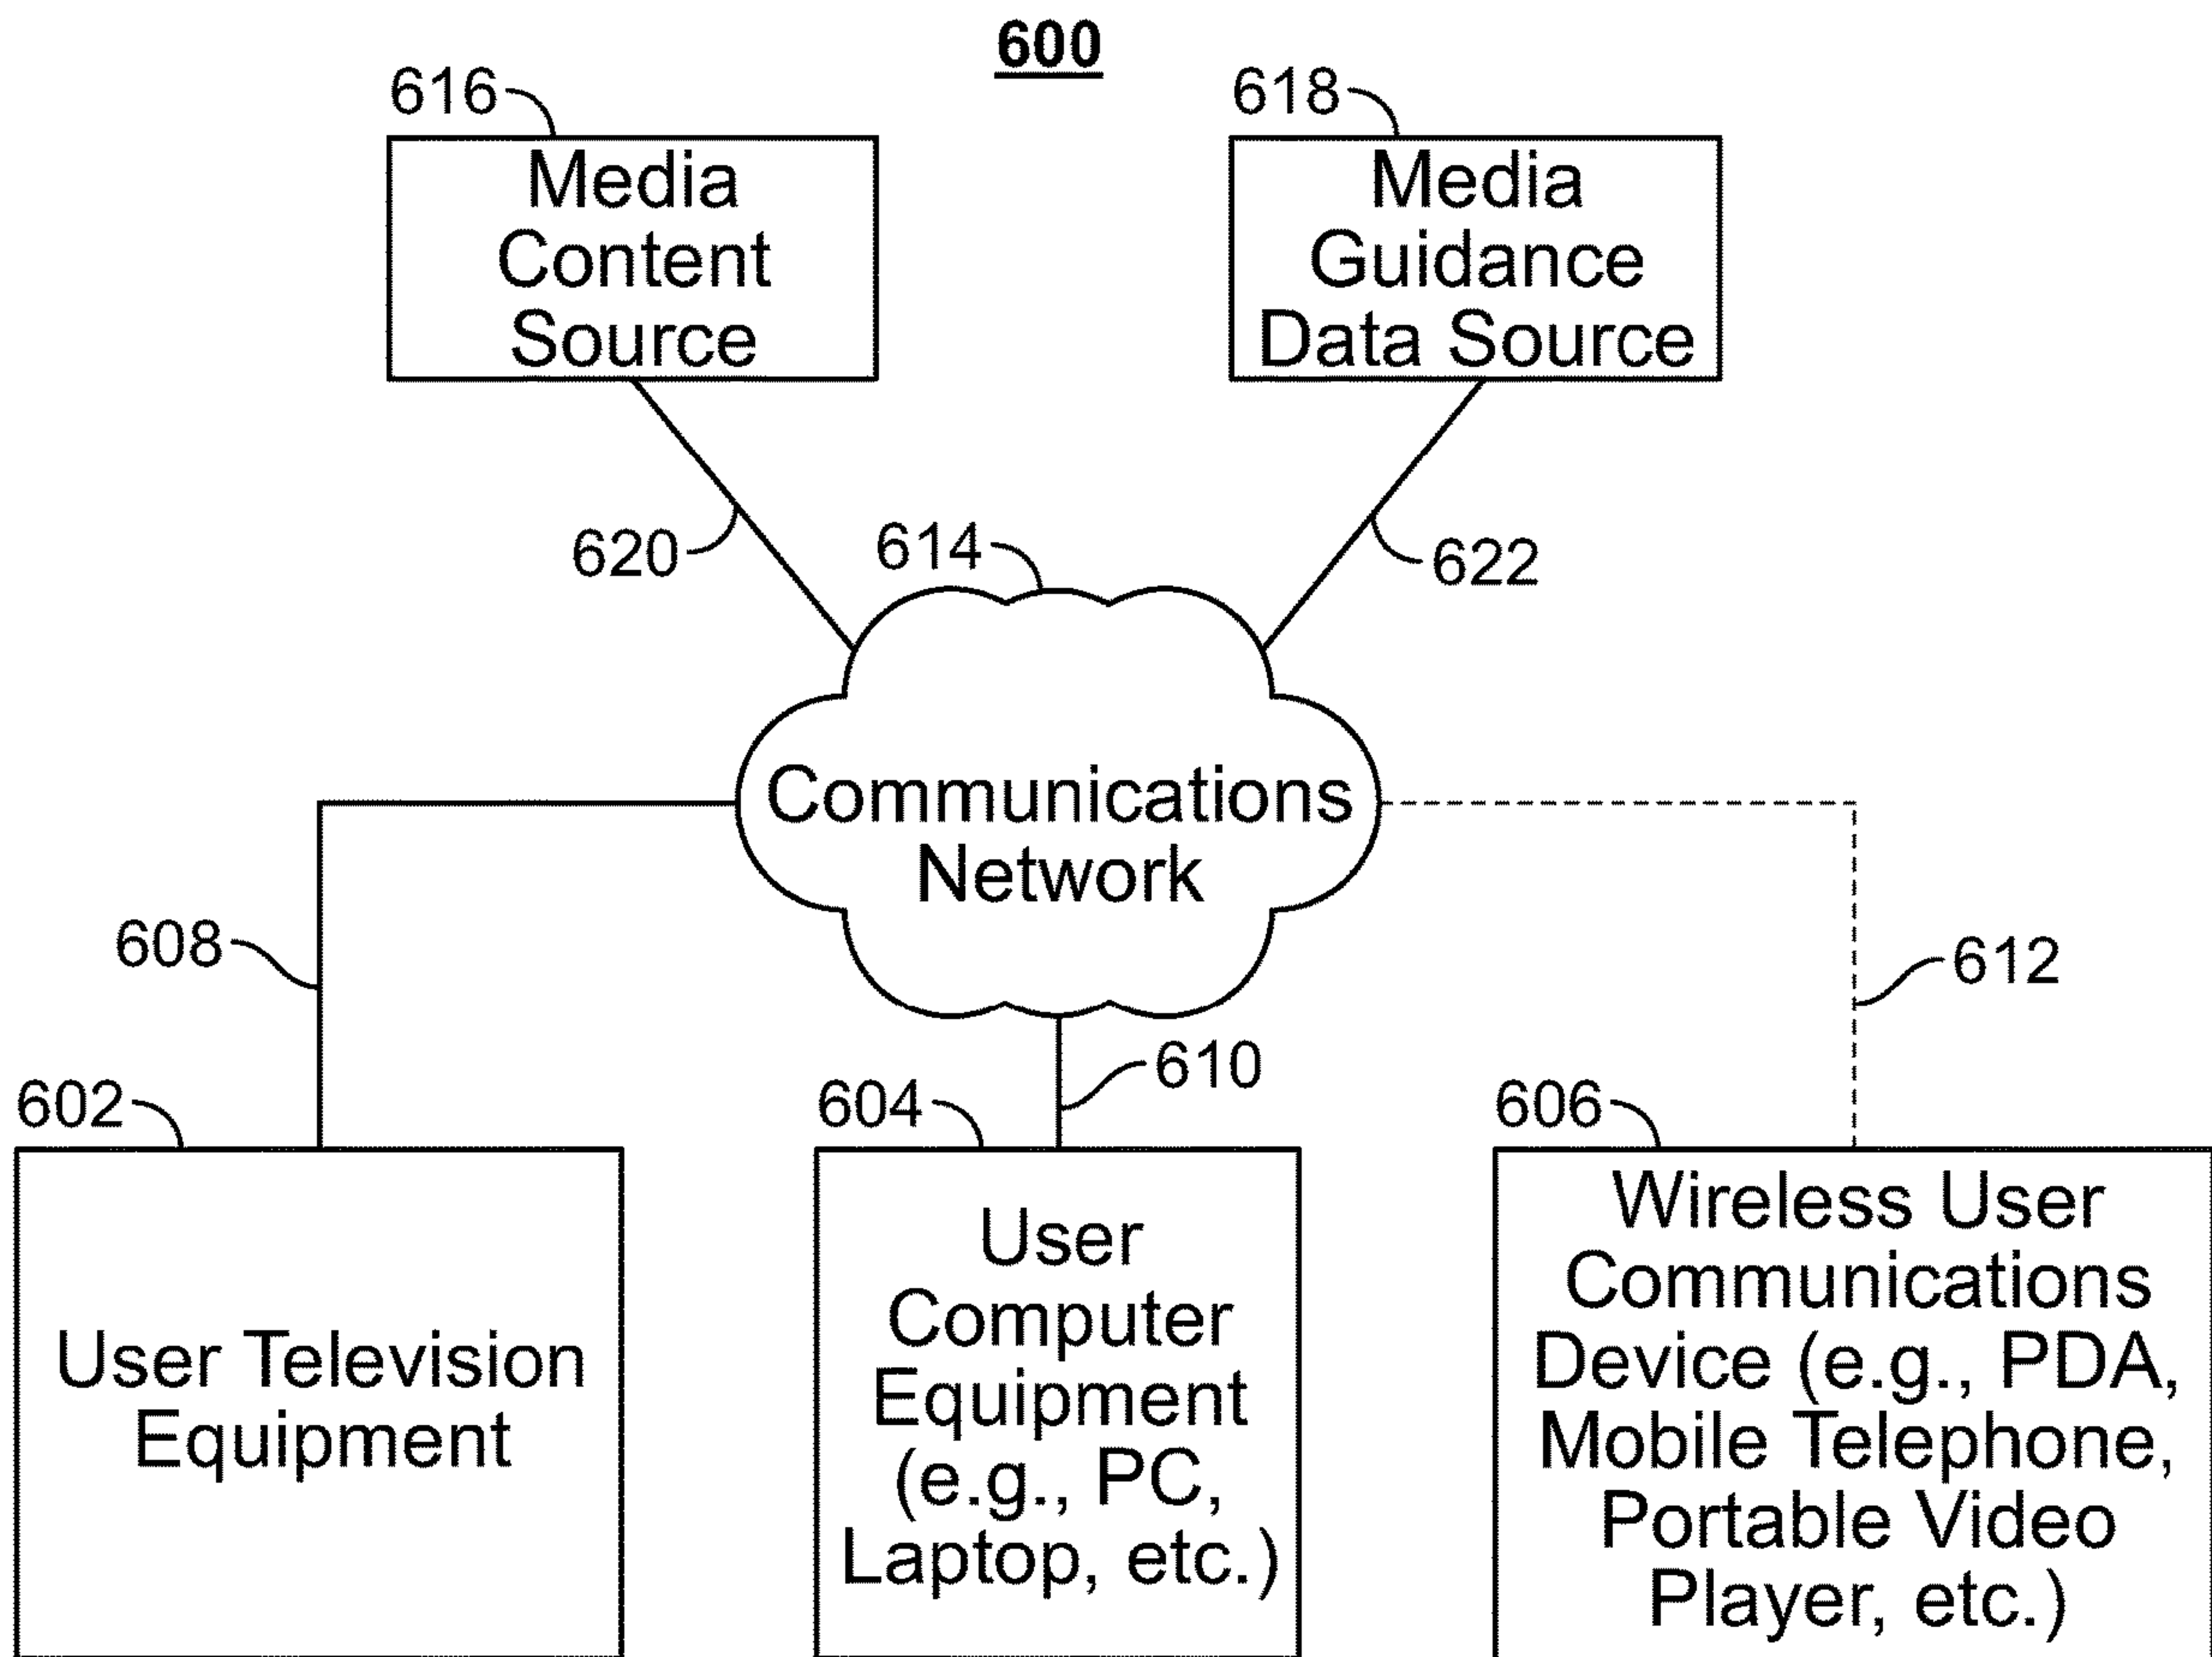 600
616
618
Media
Content
Source
Media
Guidance
Data Source
620
614
622
Communications
Network
608
612
610
602
604
606
User Television
Equipment
User
Computer
Equipment
(e.g., PC,
Laptop, etc.)
Wireless User
Communications
Device (e.g., PDA,
Mobile Telephone,
Portable Video
Player, etc.)